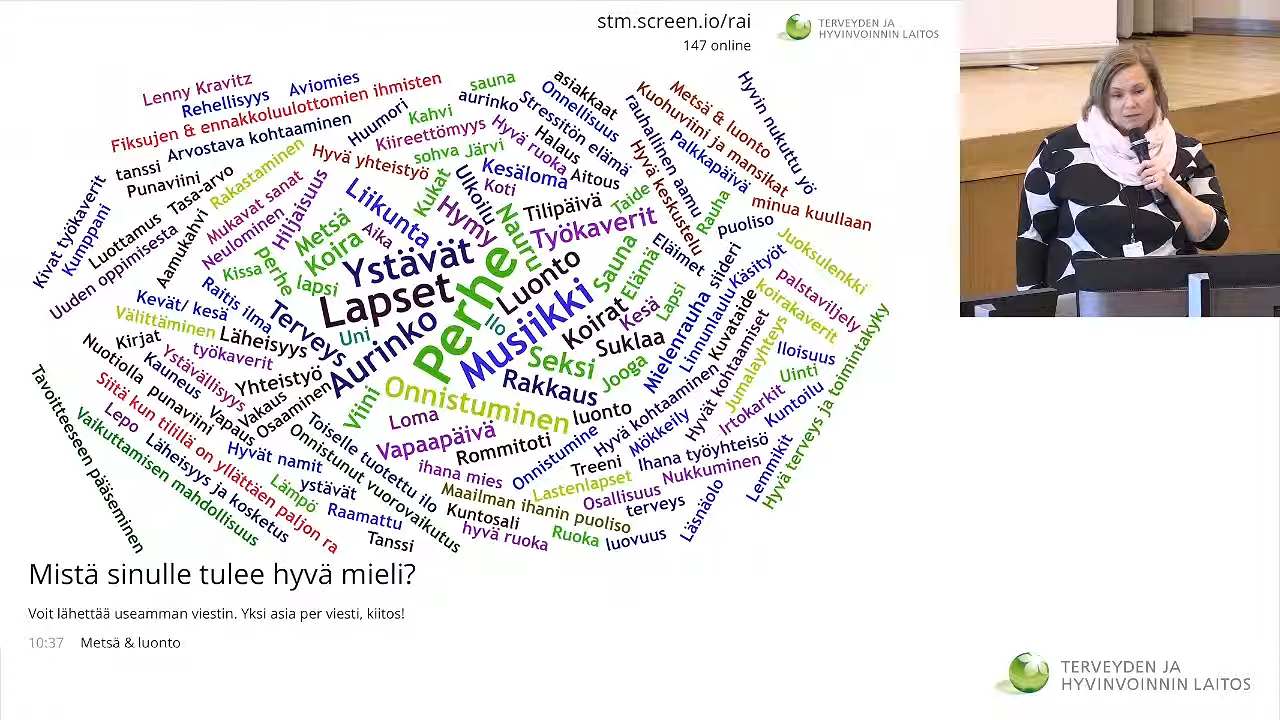 stm.screen.io/rai
147 online
TERVEYDEN JA
HYVINVOINNIN LAITOS
Lenny Kravitz
Rehellisyys
Aviomies
Fiksujen & ennakkoluulottomien ihmisten
tanssi
Arvostava kohtaaminen
Huumori
Kahvi
sauna
aurinko
asiakkaat
Onnellisuus
Stressitön elämä
rauhallinen aamu
Kuohuviini ja mansikat
Metsä & luonto
Hyvin nukuttu yö
Punaviini
Tasa-arvo
Rakastaminen
Hyvä yhteistyö
Kiireettömyys
Hyvä ruoka
Halaus
Aitous
Hyvä keskustelu
Palkkapäivä
Kivat työkaverit
Kumppani
Luottamus
Uuden oppimisesta
Aamukahvi
Mukavat sanat
Neulominen
Hiljaisuus
sohva
Järvi
Kesäloma
Koti
Ulkoilu
Kukat
Liikunta
Hymy
Tilipäivä
Taide
Rauha
minua kuullaan
puoliso
Työkaverit
Metsä
Koira
Aika
Nauru
Ystävät
Kissa
perhe
lapsi
Lapset
Perhe
Luonto
Sauna
Elämä
Eläimet
siideri
Käsityöt
Juoksulenkki
palstaviljely
koirakaverit
Kevät/ kesä
Raitis ilma
Välittäminen
Läheisyys
Terveys
Uni
Aurinko
Ilo
Musiikki
Koirat
Kesä
Lapsi
Suklaa
Mielenrauha
Linnunlaulu
Kuvataide
Kirjat
työkaverit
Nuotiolla
Kauneus
Ystävällisyys
Yhteistyö
Seksi
Jooga
Rakkaus
Hyvät kohtaamiset
Jumalayhteys
Iloisuus
Uinti
Siitä kun tilillä on yllättäen paljon ra
punaviini
Vapaus
Vakaus
Osaaminen
Viini
Onnistuminen
Loma
luonto
Hyvä kohtaaminen
Mökkeily
Irtokarkit
Kuntoilu
Hyvä terveys ja toimintakyky
Tavoitteeseen pääseminen
Vaikuttamisen mahdollisuus
Lepo
Läheisyys ja kosketus
Hyvät namit
Toiselle tuotettu ilo
Onnistunut vuorovaikutus
Vapaapäivä
Rommitoti
Onnistumine
Treeni
Ihana työyhteisö
Lemmikit
Lämpö
ystävät
ihana mies
Lastenlapset
Nukkuminen
Raamattu
Maailman ihanin puoliso
Osallisuus
terveys
Läsnäolo
Tanssi
Kuntosali
hyvä ruoka
Ruoka
luovuus
Mistä sinulle tulee hyvä mieli?
Voit lähettää useamman viestin. Yksi asia per viesti, kiitos!
10:37 Metsä & luonto
TERVEYDEN JA
HYVINVOINNIN LAITOS